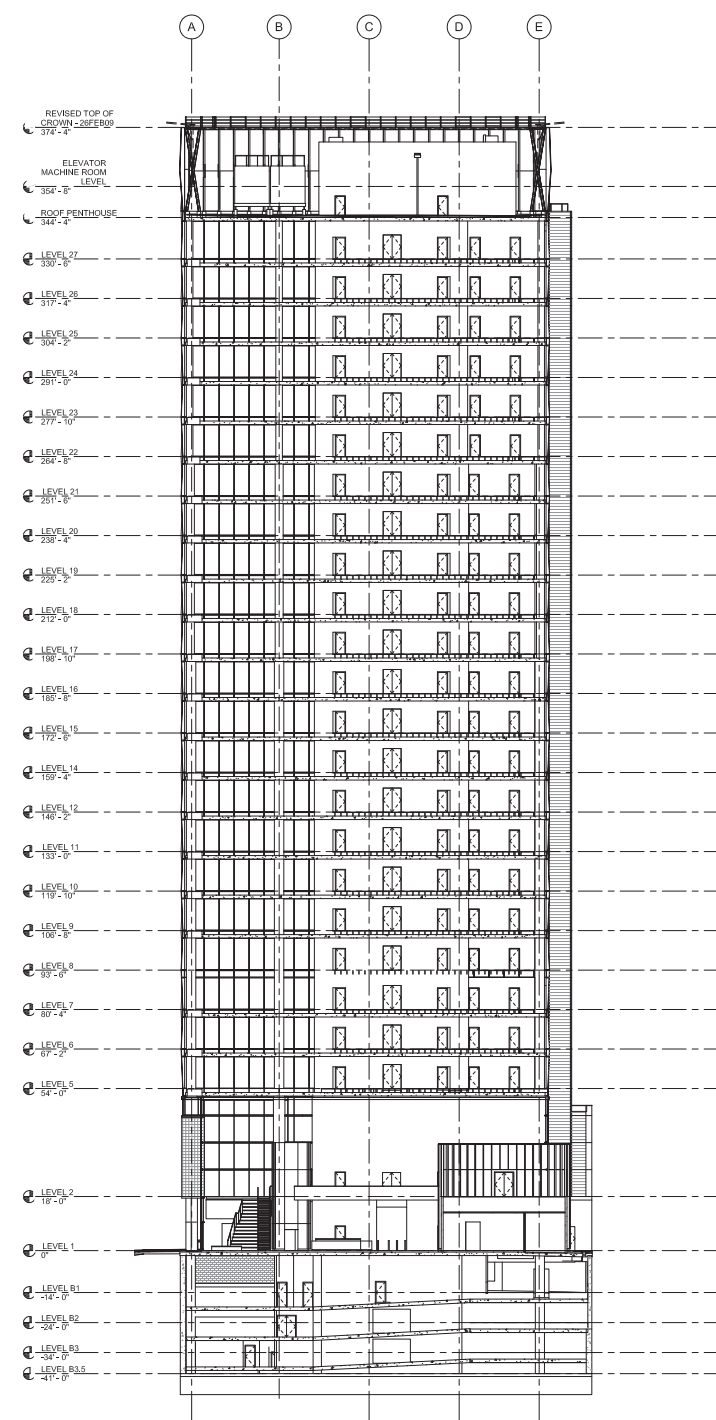 A B C D E
REVISED TOP OF
CROWN - 26FEB09
374' - 4"
ELEVATOR
MACHINE ROOM
LEVEL
354' - 8"
ROOF PENTHOUSE
344' - 4"
LEVEL 27
330' - 6"
LEVEL 26
317' - 4"
LEVEL 25
304' - 2"
LEVEL 24
291' - 0"
LEVEL 23
277' - 10"
LEVEL 22
264' - 8"
LEVEL 21
251' - 6"
LEVEL 20
238' - 4"
LEVEL 19
225' - 2"
LEVEL 18
212' - 0"
LEVEL 17
198' - 10"
LEVEL 16
185' - 8"
LEVEL 15
172' - 6"
LEVEL 14
159' - 4"
LEVEL 12
146' - 2"
LEVEL 11
133' - 0"
LEVEL 10
119' - 10"
LEVEL 9
106' - 8"
LEVEL 8
93' - 6"
LEVEL 7
80' - 4"
LEVEL 6
67' - 2"
LEVEL 5
54' - 0"
LEVEL 2
18' - 0"
LEVEL 1
0"
LEVEL B1
-14' - 0"
LEVEL B2
-24' - 0"
LEVEL B3
-34' - 0"
LEVEL B3.5
-41' - 0"